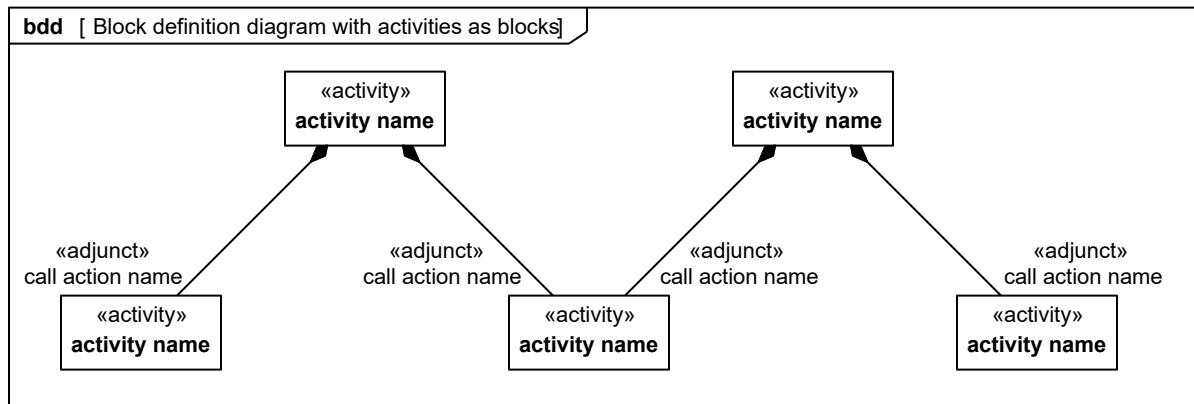 bdd [ Block definition diagram with activities as blocks]
«activity»
activity name
«activity»
activity name
«adjunct»
call action name
«adjunct»
call action name
«adjunct»
call action name
«adjunct»
call action name
«activity»
activity name
«activity»
activity name
«activity»
activity name